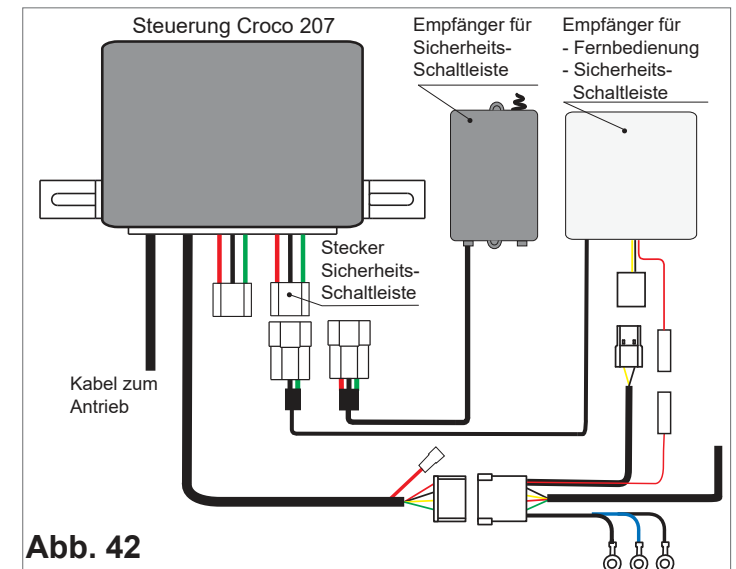 Steuerung Croco 207
Empfänger für
Sicherheits-
Schaltleiste
Empfänger für
- Fernbedienung
- Sicherheits-
Schaltleiste
Stecker
Sicherheits-
Schaltleiste
Kabel zum
Antrieb
Abb. 42